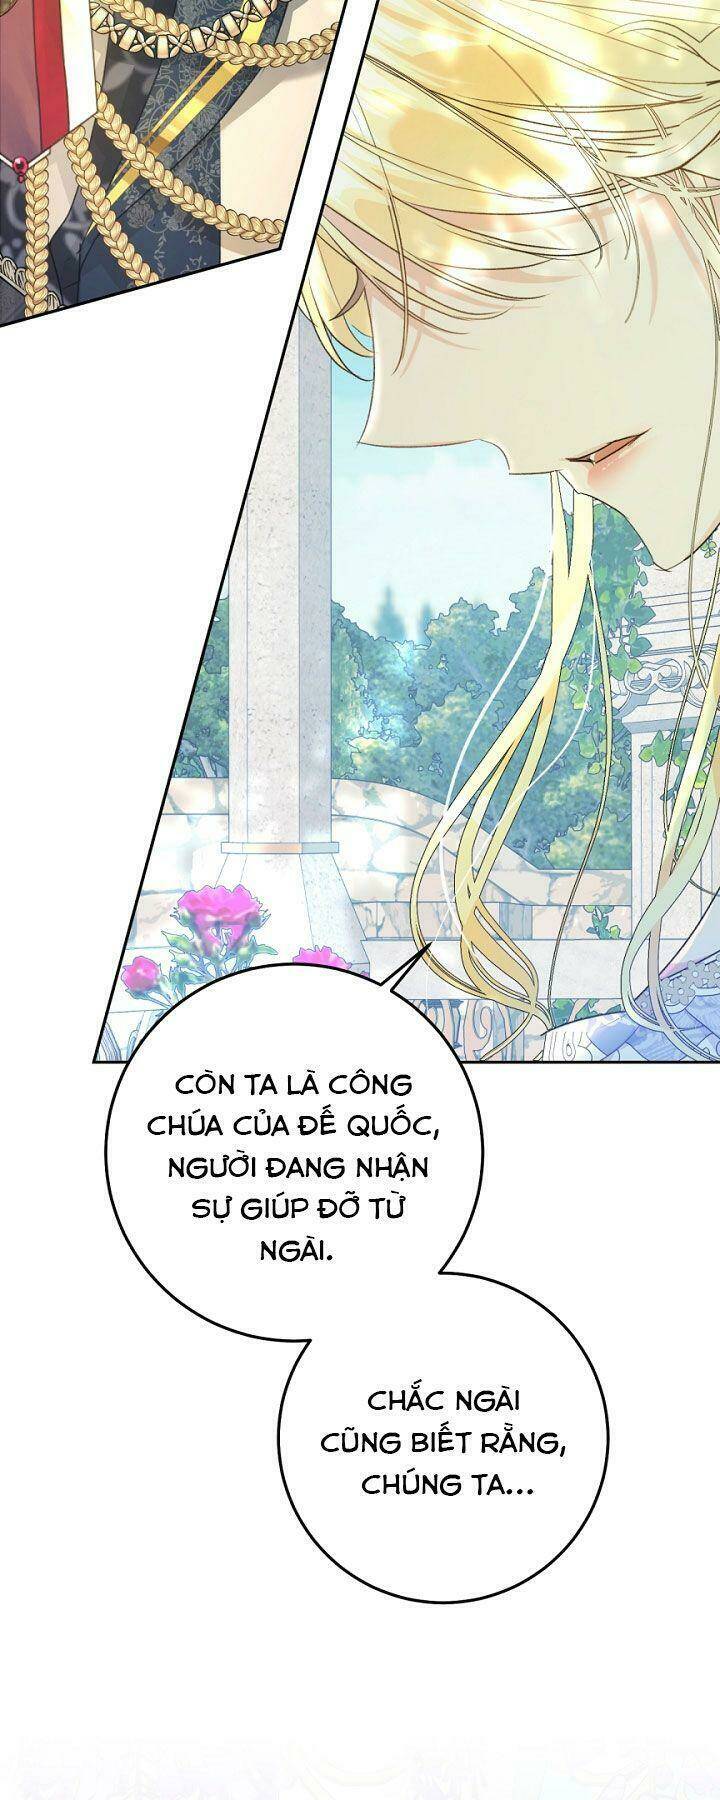 CÒN TA LÀ CÔNG
CHÚA CỦA ĐẾ QUỐC,
NGƯỜI ĐANG NHẬN
SỰ GIÚP ĐỠ TỪ
NGÀI.
CHẮC NGÀI
CŨNG BIẾT RẰNG,
CHÚNG TA...